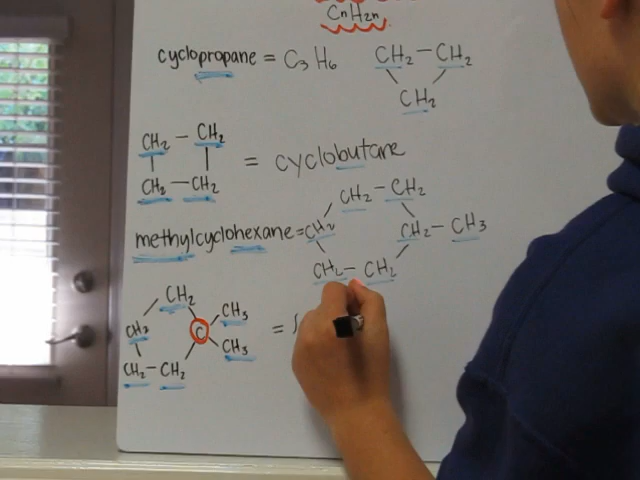 CnH2n
cyclopropane = C3H6 CH2 — CH2
CH2
CH2 — CH2
CH2 — CH2
= cyclobutane
CH2 — CH2
methylcyclohexane = CH2 CH2 — CH3
CH2 — CH2
CH2
CH2 C CH3
CH3
CH2 — CH2
=